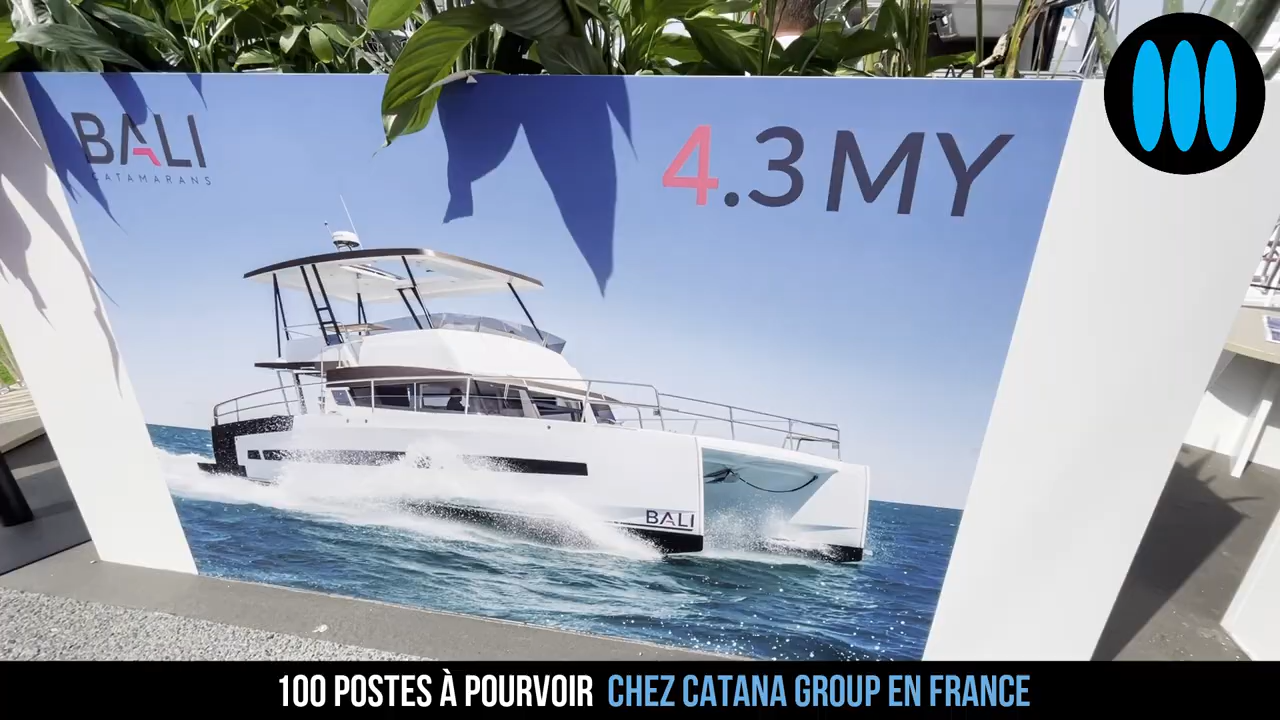 BALI
CATAMARANS
4.3 MY
BALI
100 POSTES À POURVOIR CHEZ CATANA GROUP EN FRANCE